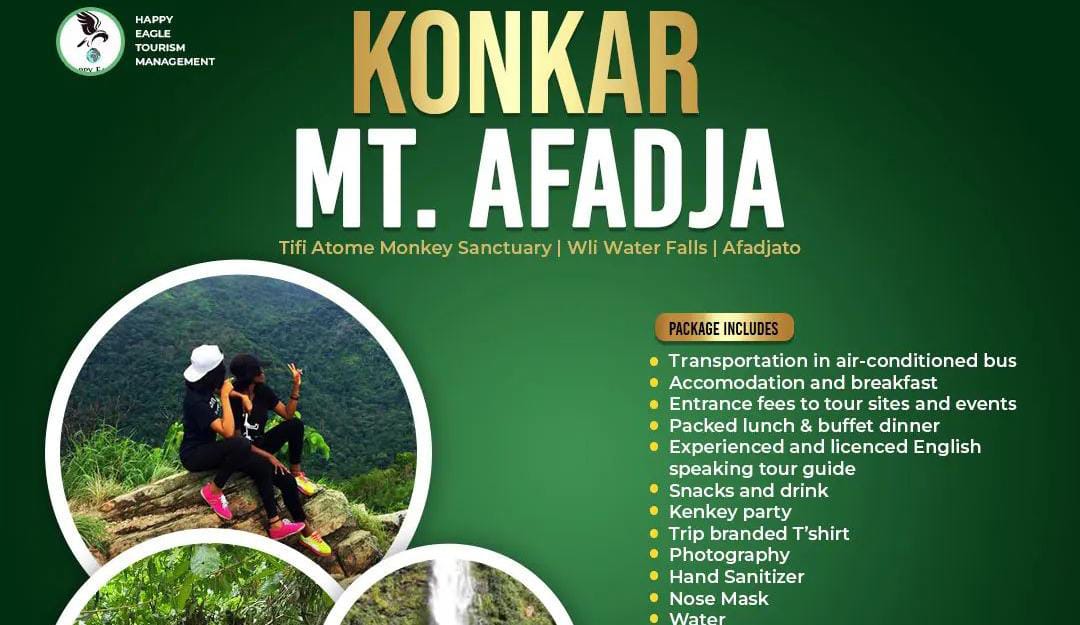 HAPPY
EAGLE
TOURISM
MANAGEMENT
KONKAR
MT. AFADJA
Tifi Atome Monkey Sanctuary | Wli Water Falls | Afadjato
PACKAGE INCLUDES
Transportation in air-conditioned bus
Accomodation and breakfast
Entrance fees to tour sites and events
Packed lunch & buffet dinner
Experienced and licenced English
speaking tour guide
Snacks and drink
Kenkey party
Trip branded T'shirt
Photography
Hand Sanitizer
Nose Mask
Water